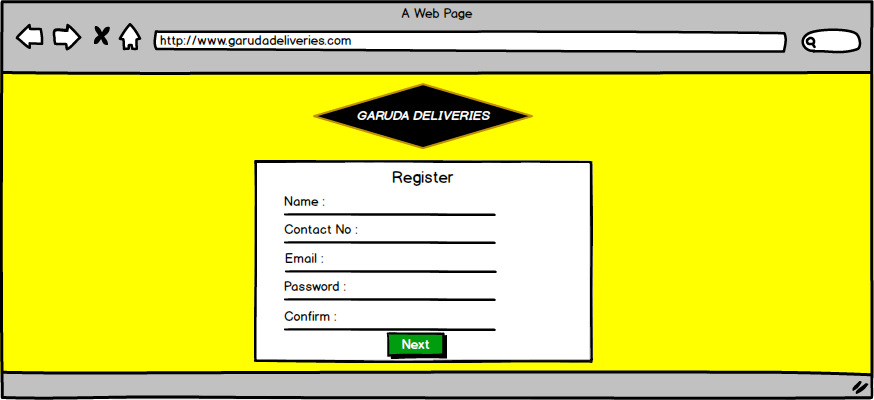 A Web Page
http://www.garudadeliveries.com
GARUDA DELIVERIES
Register
Name :
Contact No :
Email :
Password :
Confirm :
Next